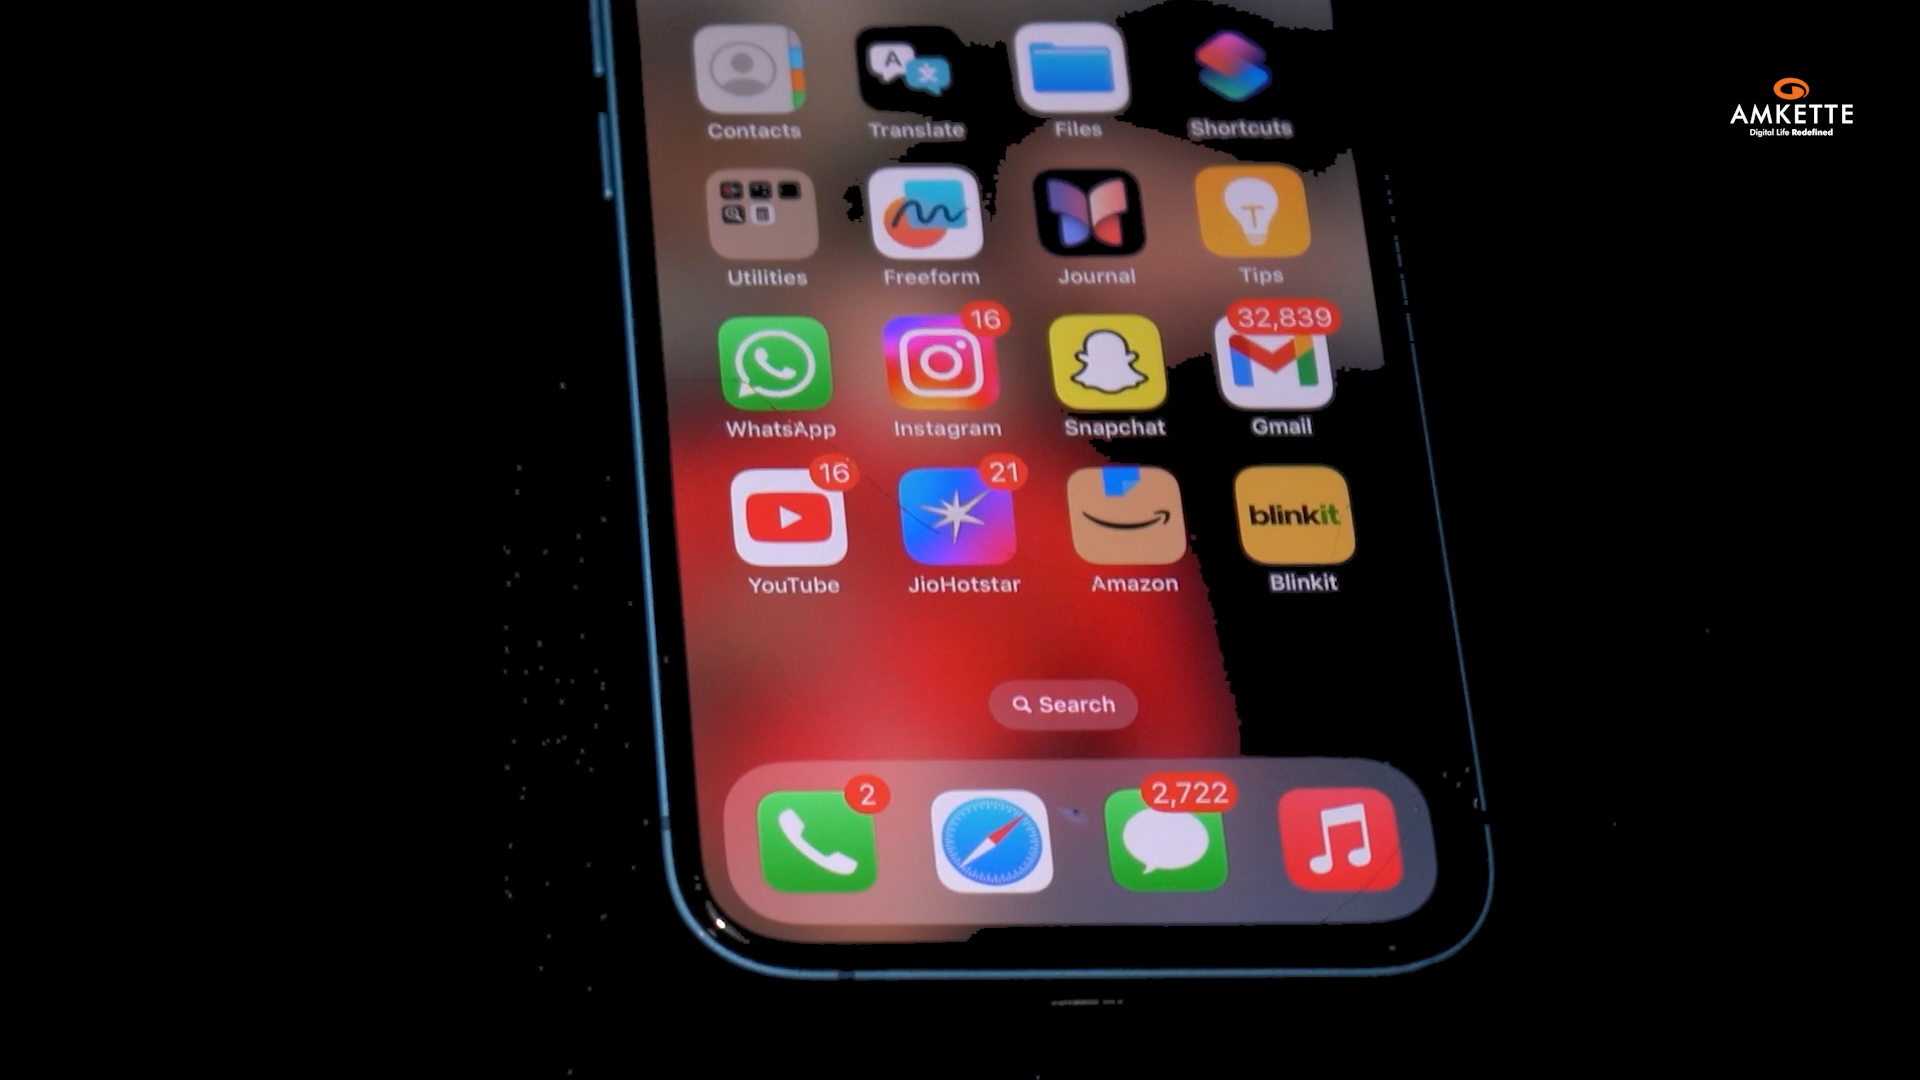 AMKETTE
Digital Life Redefined
A 文
Contacts Translate Files Shortcuts
T
Utilities Freeform Journal Tips
16 32,839
WhatsApp Instagram Snapchat Gmail
16 21
blinkit
YouTube JioHotstar Amazon Blinkit
Search
2 2,722